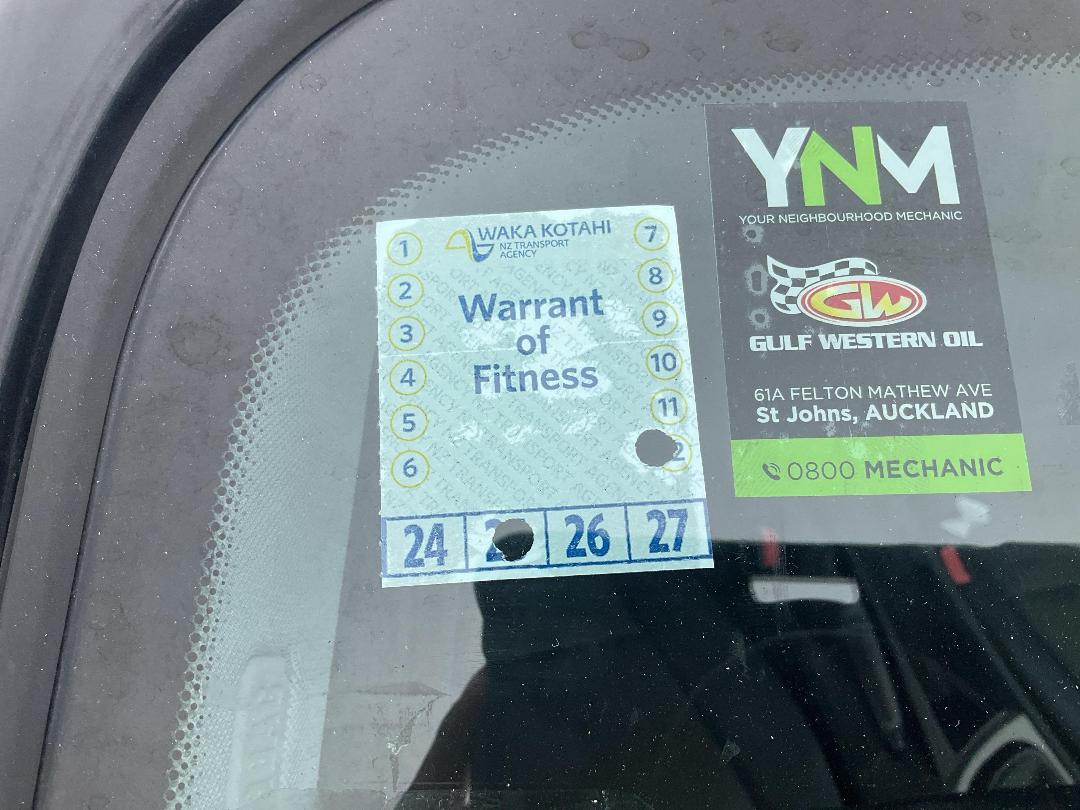 WAKA KOTAHI
NZ TRANSPORT
AGENCY
Warrant
of
Fitness
1
2
3
4
5
6
7
8
9
10
11
2
24
2
26
27
YNM
YOUR NEIGHBOURHOOD MECHANIC
GW
GULF WESTERN OIL
61A FELTON MATHEW AVE
St Johns, AUCKLAND
0800 MECHANIC